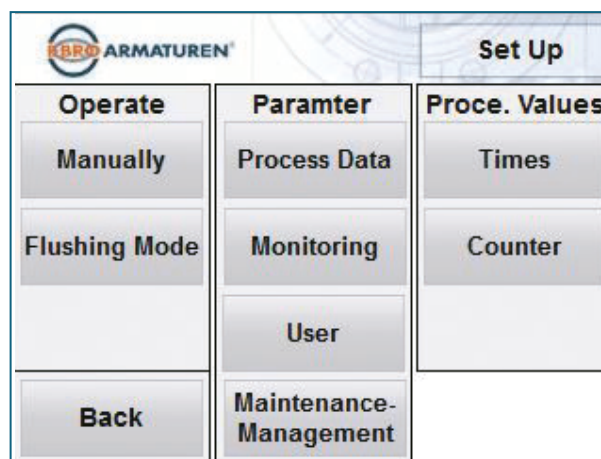 EBRO ARMATUREN®
Set Up
Operate
Manually
Flushing Mode
Back
Paramter
Process Data
Monitoring
User
Maintenance-
Management
Proce. Values
Times
Counter